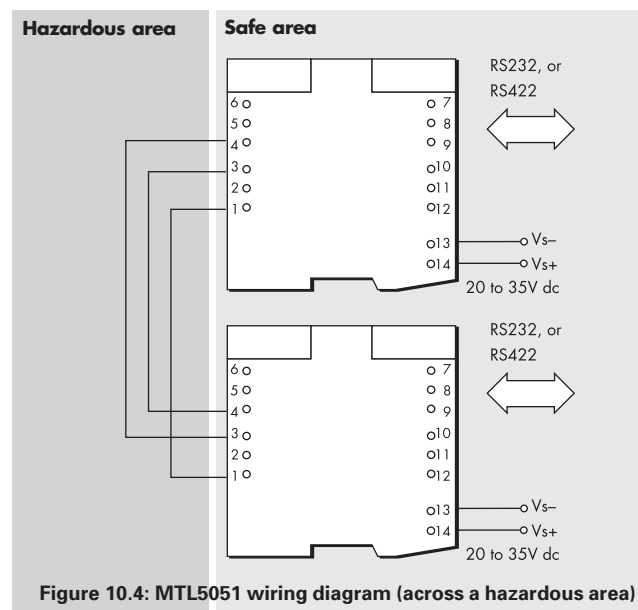 Hazardous area
Safe area
RS232, or
RS422
6 7
5 8
4 9
3 10
2 11
1 12
13 Vs–
14 Vs+
20 to 35V dc
RS232, or
RS422
6 7
5 8
4 9
3 10
2 11
1 12
13 Vs–
14 Vs+
20 to 35V dc
Figure 10.4: MTL5051 wiring diagram (across a hazardous area)